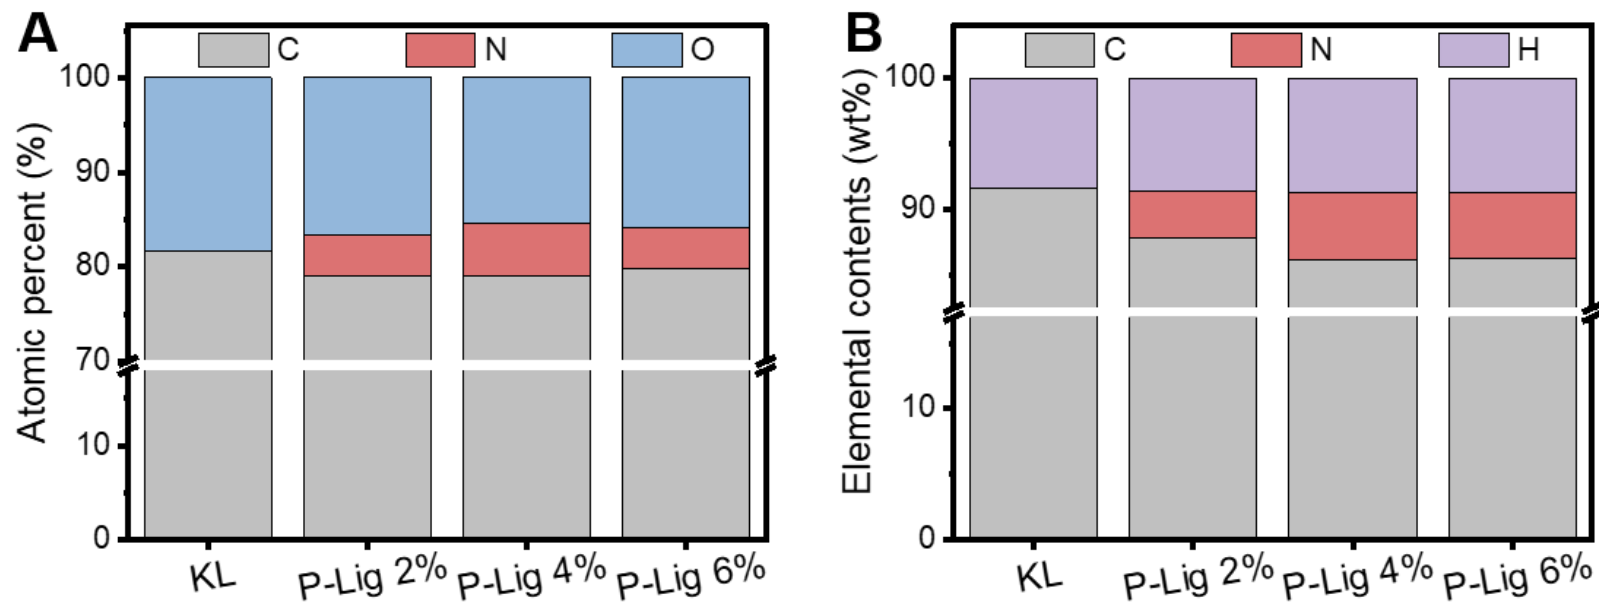 A
Atomic percent (%)
C N O
100
90
80
70
10
0
KL P-Lig 2% P-Lig 4% P-Lig 6%
B
Elemental contents (wt%)
C N H
100
90
10
0
KL P-Lig 2% P-Lig 4% P-Lig 6%